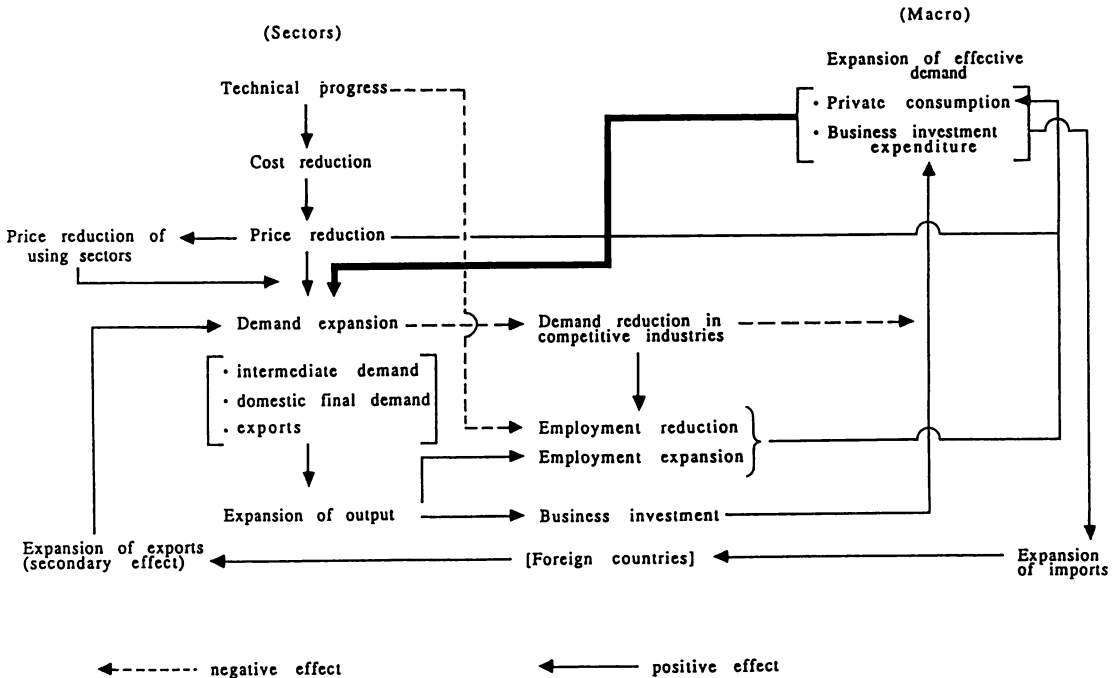 (Sectors)
(Macro)
Expansion of effective
demand
Technical progress
· Private consumption
· Business investment
expenditure
Cost reduction
Price reduction of
using sectors
Price reduction
Demand expansion
Demand reduction in
competitive industries
· intermediate demand
· domestic final demand
· exports
Employment reduction
Employment expansion
Expansion of output
Business investment
Expansion of exports
(secondary effect)
[Foreign countries]
Expansion
of imports
negative effect
positive effect